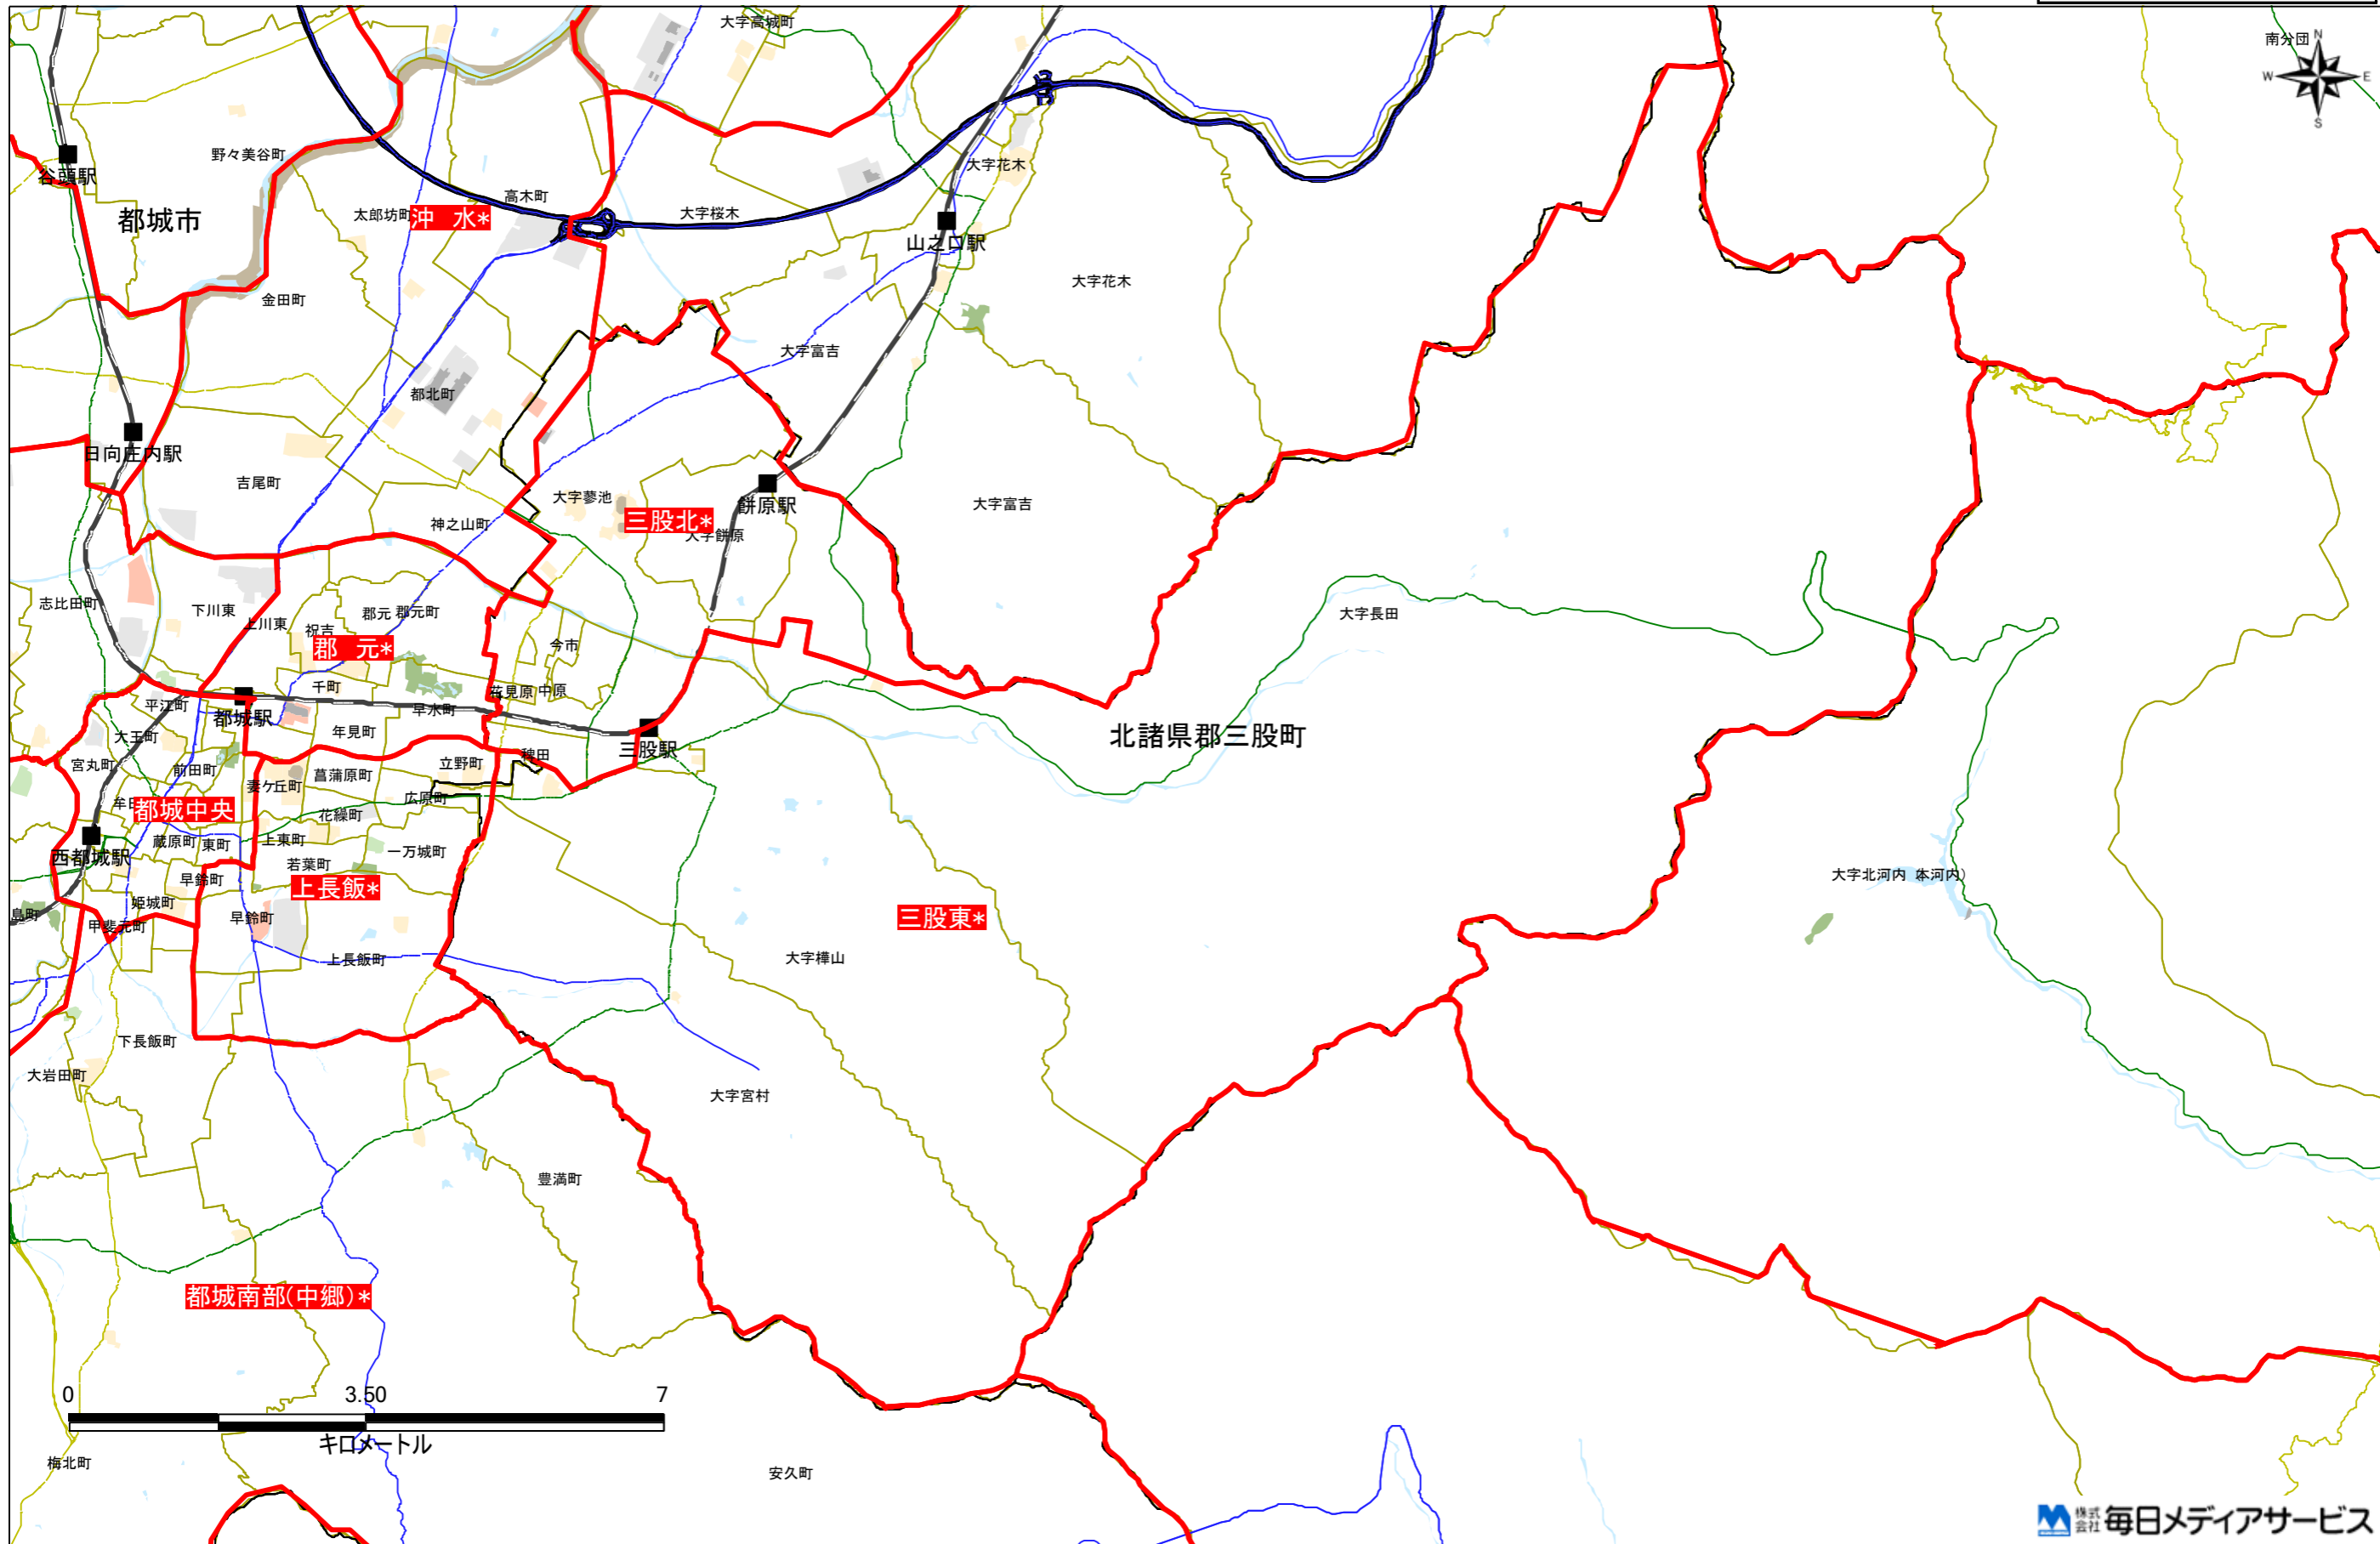 大字高城町
南分団
N
W
E
S
野々美谷町
谷頭駅
大字花木
高木町
太郎坊町
沖 水*
大字桜木
都城市
山之口駅
大字花木
金田町
大字富吉
都北町
日向庄内駅
吉尾町
大字蓼池
餅原駅
大字富吉
神之山町
三股北*
大字餅原
志比田町
下川東
上川東
祝吉
郡元
郡元町
大字長田
郡 元*
今市
千町
花見原
中原
平江町
都城駅
早水町
大王町
年見町
北諸県郡三股町
三股駅
宮丸町
前田町
菖蒲原町
立野町
稗田
妻ケ丘町
都城中央
花繰町
広原町
蔵原町
東町
上東町
一万城町
西都城駅
若葉町
早鈴町
上長飯*
大字北河内(本河内)
姫城町
早鈴町
三股東*
島町
甲斐元町
上長飯町
大字樺山
下長飯町
大岩田町
大字宮村
豊満町
都城南部(中郷)*
0
3.50
7
キロメートル
梅北町
安久町
株式会社 毎日メディアサービス